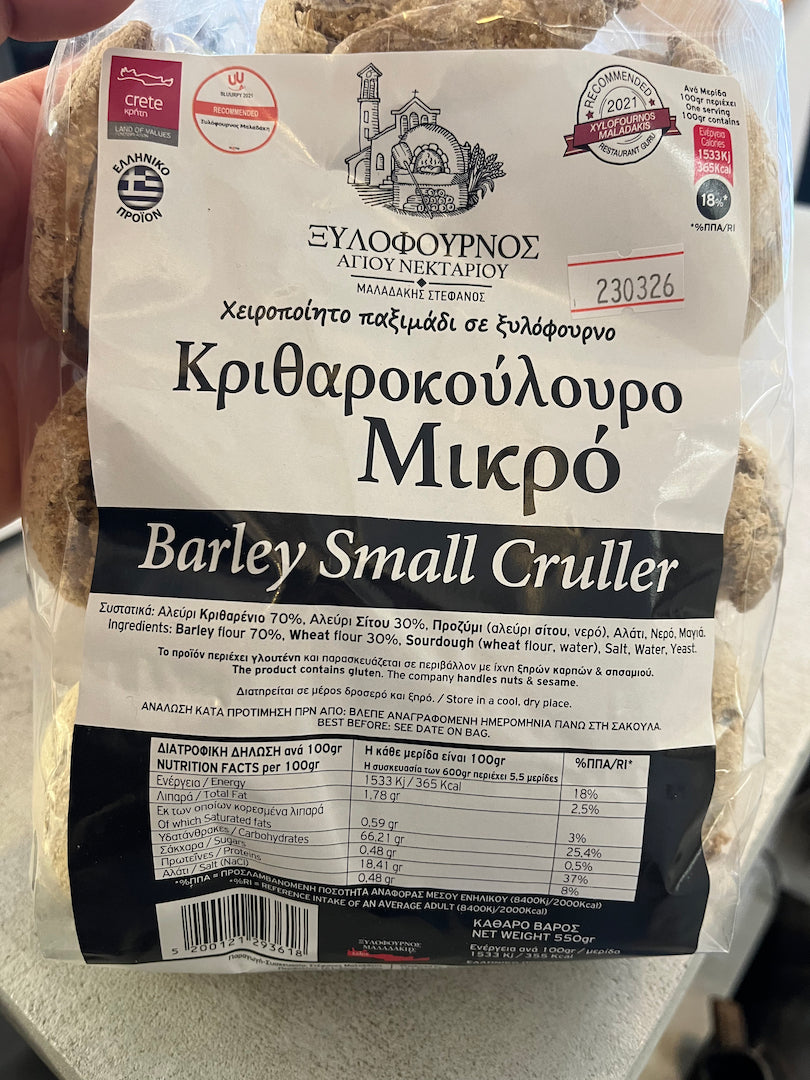 crete
κρήτη
LAND OF VALUES
ΕΛΛΗΝΙΚΟ
ΠΡΟΪΟΝ
BLUURPY 2021
RECOMMENDED
Ξυλόφουρνος Μαλαδάκη
RECOMMENDED
2021
XYLOFOURNOS
MALADAKIS
RESTAURANT GURU
Ανά Μερίδα
100gr περιέχει
One serving
100gr contains
Ενέργεια
Calories
1533Kj
365Kcal
18%*
*%ΠΠΑ/RI
ΞΥΛΟΦΟΥΡΝΟΣ
ΑΓΙΟΥ ΝΕΚΤΑΡΙΟΥ
ΜΑΛΑΔΑΚΗΣ ΣΤΕΦΑΝΟΣ
230326
Χειροποίητο παξιμάδι σε ξυλόφουρνο
Κριθαροκούλουρο
Μικρό
Barley Small Cruller
Συστατικά: Αλεύρι Κριθαρένιο 70%, Αλεύρι Σίτου 30%, Προζύμι (αλεύρι σίτου, νερό), Αλάτι, Νερό, Μαγιά.
Ingredients: Barley flour 70%, Wheat flour 30%, Sourdough (wheat flour, water), Salt, Water, Yeast.
Το προϊόν περιέχει γλουτένη και παρασκευάζεται σε περιβάλλον με ίχνη ξηρών καρπών & σησαμιού.
The product contains gluten. The company handles nuts & sesame.
Διατηρείται σε μέρος δροσερό και ξηρό. / Store in a cool, dry place.
ΑΝΑΛΩΣΗ ΚΑΤΑ ΠΡΟΤΙΜΗΣΗ ΠΡΝ ΑΠΟ: ΒΛΕΠΕ ΑΝΑΓΡΑΦΟΜΕΝΗ ΗΜΕΡΟΜΗΝΙΑ ΠΑΝΩ ΣΤΗ ΣΑΚΟΥΛΑ.
BEST BEFORE: SEE DATE ON BAG.
ΔΙΑΤΡΟΦΙΚΗ ΔΗΛΩΣΗ ανά 100gr
NUTRITION FACTS per 100gr
Η κάθε μερίδα είναι 100gr
Η συσκευασία των 600gr περιέχει 5,5 μερίδες
%ΠΠΑ/RI*
Ενέργεια / Energy 1533 Kj / 365 Kcal 18%
Λιπαρά / Total Fat 1,78 gr 2.5%
Εκ των οποίων κορεσμένα λιπαρά
Of which Saturated fats 0,59 gr 3%
Υδατάνθρακες / Carbohydrates 66,21 gr 25.4%
Σάκχαρα / Sugars 0,48 gr 0.5%
Πρωτεΐνες / Proteins 18,41 gr 37%
Αλάτι / Salt (NaCl) 0,48 gr 8%
*%ΠΠΑ = ΠΡΟΣΛΑΜΒΑΝΟΜΕΝΗ ΠΟΣΟΤΗΤΑ ΑΝΑΦΟΡΑΣ ΜΕΣΟΥ ΕΝΗΛΙΚΟΥ (8400Kj/2000Kcal)
*%RI = REFERENCE INTAKE OF AN AVERAGE ADULT (8400Kj/2000Kcal)
5 200121 293618
ΞΥΛΟΦΟΥΡΝΟΣ
ΜΑΛΑΔΑΚΗΣ
ΚΑΘΑΡΟ ΒΑΡΟΣ
NET WEIGHT 550gr
Ενέργεια ανά 100gr / μερίδα
1533 Kj / 355 Kcal